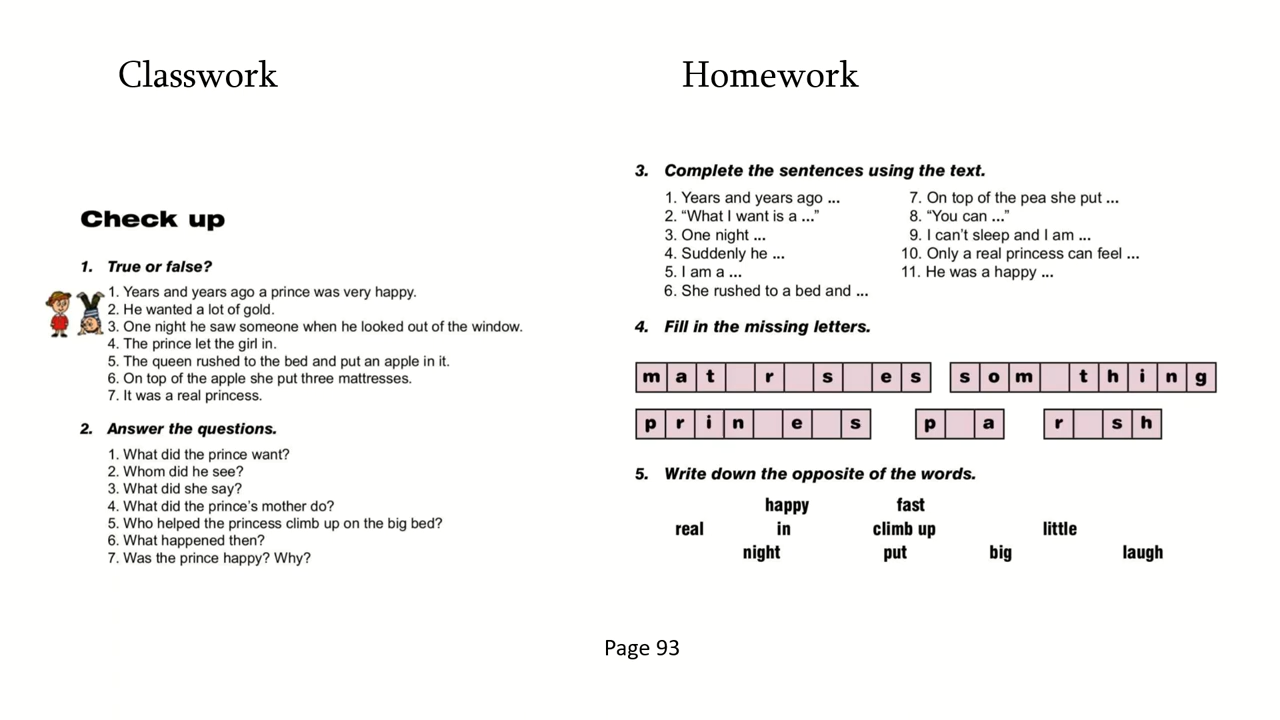 Classwork
Homework
Check up
1. True or false?
1. Years and years ago a prince was very happy.
2. He wanted a lot of gold.
3. One night he saw someone when he looked out of the window.
4. The prince let the girl in.
5. The queen rushed to the bed and put an apple in it.
6. On top of the apple she put three mattresses.
7. It was a real princess.
2. Answer the questions.
1. What did the prince want?
2. Whom did he see?
3. What did she say?
4. What did the prince's mother do?
5. Who helped the princess climb up on the big bed?
6. What happened then?
7. Was the prince happy? Why?
3. Complete the sentences using the text.
1. Years and years ago ...
2. “What I want is a ...”
3. One night ...
4. Suddenly he ...
5. I am a ...
6. She rushed to a bed and ...
7. On top of the pea she put ...
8. “You can ...”
9. I can't sleep and I am ...
10. Only a real princess can feel ...
11. He was a happy ...
4. Fill in the missing letters.
m a t   r   s   e s   s o m   t h i n g
p r i n   e   s   p   a   r   s h
5. Write down the opposite of the words.
happy fast
real in climb up little
night put big laugh
Page 93